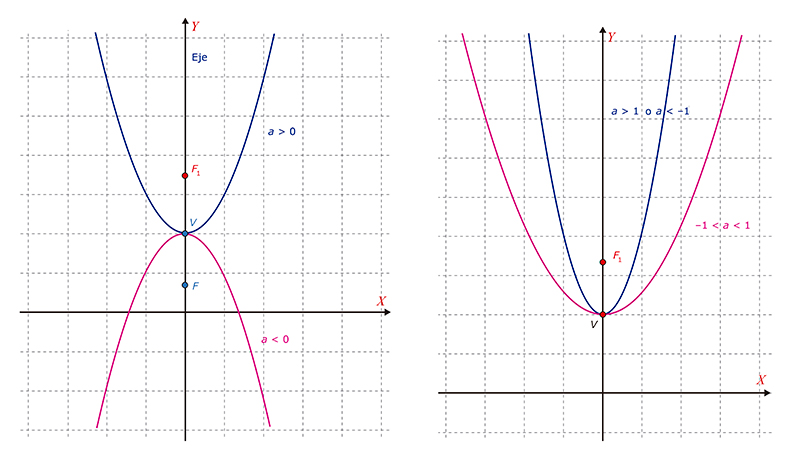 Y
Eje
a > 0
F1
V
F
X
a < 0
Y
a > 1 o a < -1
-1 < a < 1
F1
V
X